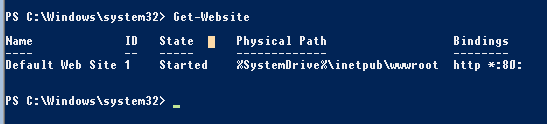 PS C:\Windows\system32> Get-Website
Name ID State Physical Path Bindings
---- -- ----- ------------- --------
Default Web Site 1 Started %SystemDrive%\inetpub\wwwroot http *:80:
PS C:\Windows\system32> _